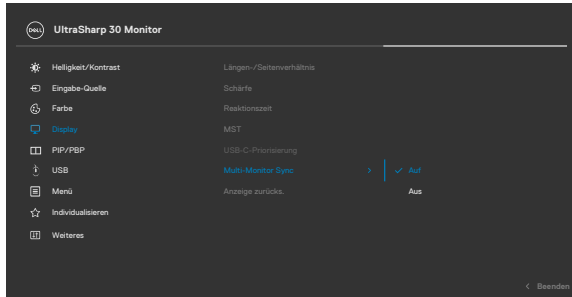 DELL
UltraSharp 30 Monitor
Helligkeit/Kontrast
Eingabe-Quelle
Farbe
Display
PIP/PBP
USB
Menü
Individualisieren
Weiteres
Längen-/Seitenverhältnis
Schärfe
Reaktionszeit
MST
USB-C-Priorisierung
Multi-Monitor Sync
Anzeige zurücks.
Auf
Aus
Beenden